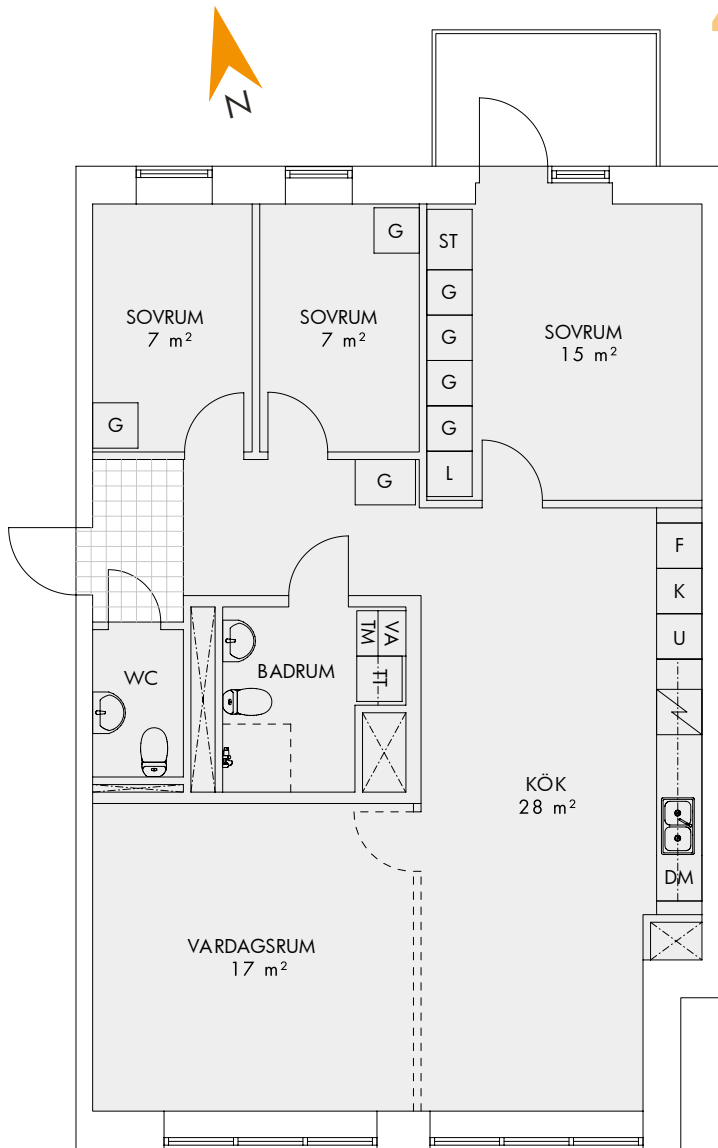 N
G
ST
G
SOVRUM
7 m²
SOVRUM
7 m²
G
SOVRUM
15 m²
G
G
G
L
G
F
K
U
TM
VA
TT
WC
BADRUM
KÖK
28 m²
DM
VARDAGSRUM
17 m²